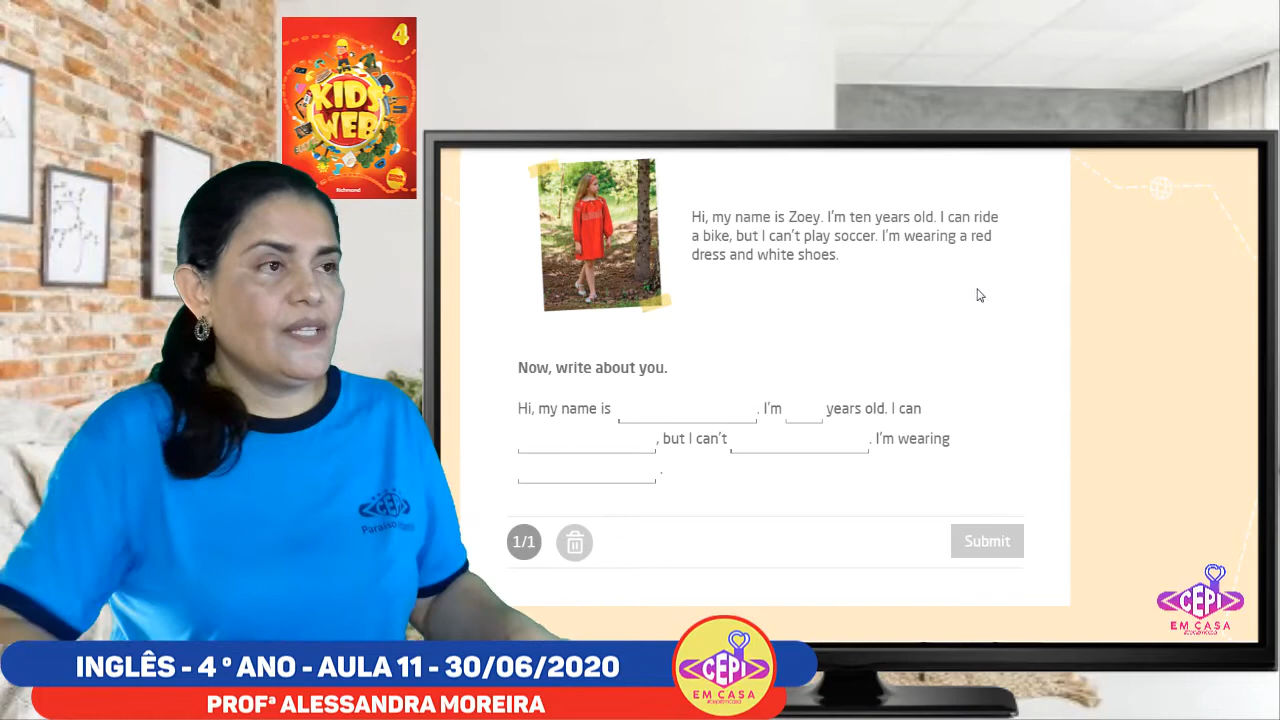 4
KIDS
WEB
Richmond
Hi, my name is Zoey. I'm ten years old. I can ride
a bike, but I can't play soccer. I'm wearing a red
dress and white shoes.
Now, write about you.
Hi, my name is . I'm years old. I can
, but I can't . I'm wearing
.
1/1
Submit
CEPI
CEPI
EM CASA
CEPI
EM CASA
INGLÊS - 4 º ANO - AULA 11 - 30/06/2020
PROFª ALESSANDRA MOREIRA